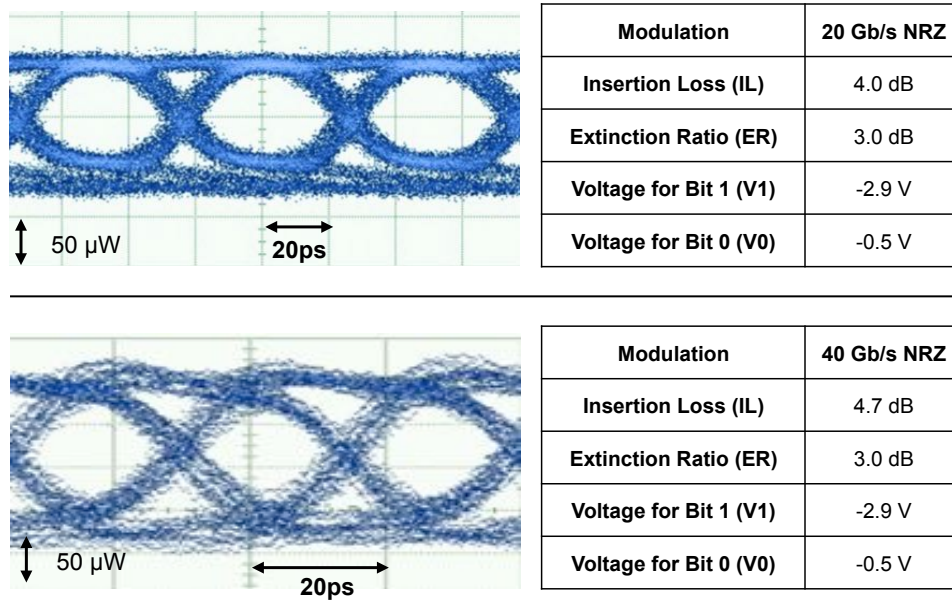 Modulation 20 Gb/s NRZ
Insertion Loss (IL) 4.0 dB
Extinction Ratio (ER) 3.0 dB
Voltage for Bit 1 (V1) -2.9 V
Voltage for Bit 0 (V0) -0.5 V
50 μW
20ps
Modulation 40 Gb/s NRZ
Insertion Loss (IL) 4.7 dB
Extinction Ratio (ER) 3.0 dB
Voltage for Bit 1 (V1) -2.9 V
Voltage for Bit 0 (V0) -0.5 V
50 μW
20ps